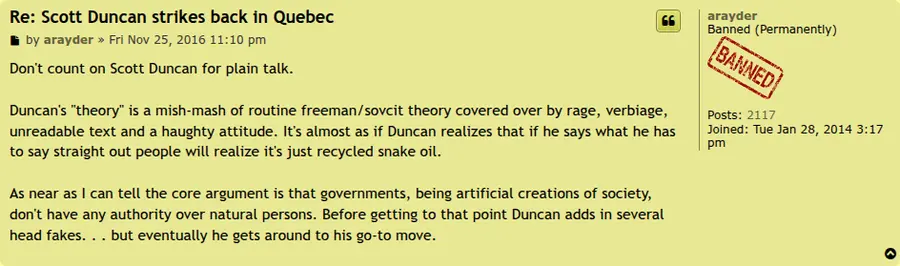 Re: Scott Duncan strikes back in Quebec
by arayder » Fri Nov 25, 2016 11:10 pm
Don't count on Scott Duncan for plain talk.
Duncan's "theory" is a mish-mash of routine freeman/sovcit theory covered over by rage, verbiage,
unreadable text and a haughty attitude. It's almost as if Duncan realizes that if he says what he has
to say straight out people will realize it's just recycled snake oil.
As near as I can tell the core argument is that governments, being artificial creations of society,
don't have any authority over natural persons. Before getting to that point Duncan adds in several
head fakes. . . but eventually he gets around to his go-to move.
arayder
Banned (Permanently)
BANNED
Posts: 2117
Joined: Tue Jan 28, 2014 3:17
pm